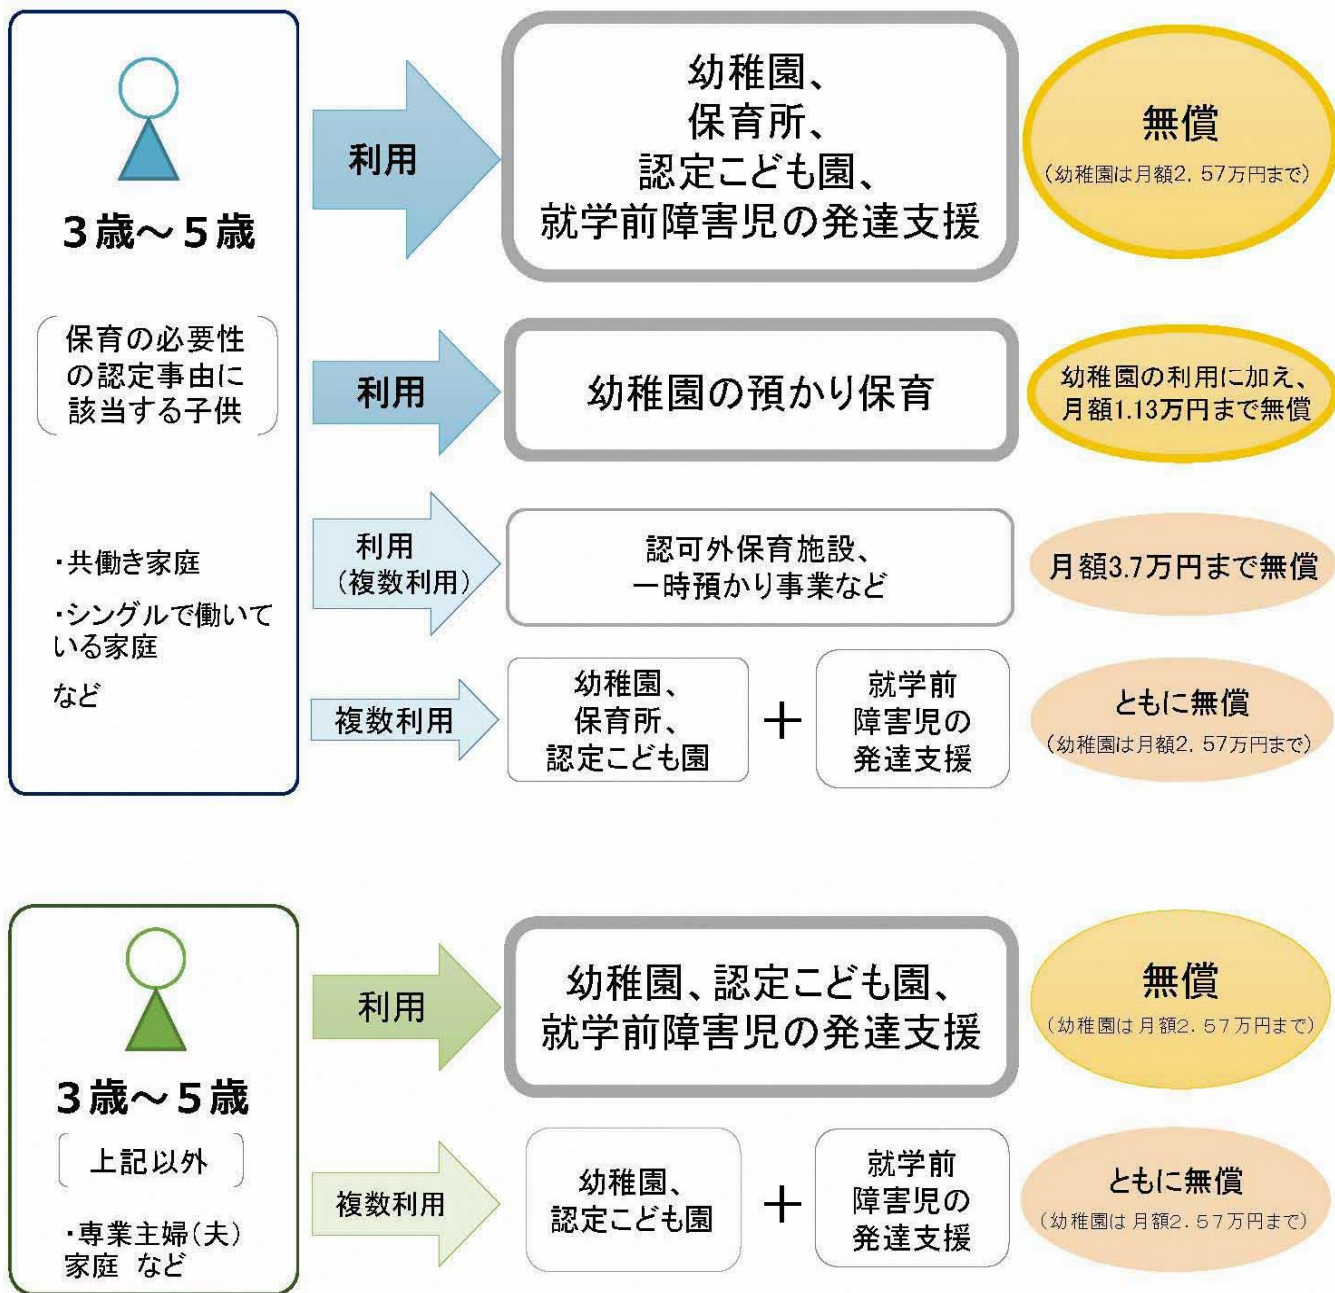 3歳～5歳
保育の必要性
の認定事由に
該当する子供
・共働き家庭
・シングルで働いて
いる家庭
など
利用
幼稚園、
保育所、
認定こども園、
就学前障害児の発達支援
無償
(幼稚園は月額2．57万円まで)
利用
幼稚園の預かり保育
幼稚園の利用に加え、
月額1.13万円まで無償
利用
(複数利用)
認可外保育施設、
一時預かり事業など
月額3.7万円まで無償
複数利用
幼稚園、
保育所、
認定こども園
＋
就学前
障害児の
発達支援
ともに無償
(幼稚園は月額2．57万円まで)
3歳～5歳
上記以外
・専業主婦(夫)
家庭 など
利用
幼稚園、認定こども園、
就学前障害児の発達支援
無償
(幼稚園は月額2．57万円まで)
複数利用
幼稚園、
認定こども園
＋
就学前
障害児の
発達支援
ともに無償
(幼稚園は月額2．57万円まで)